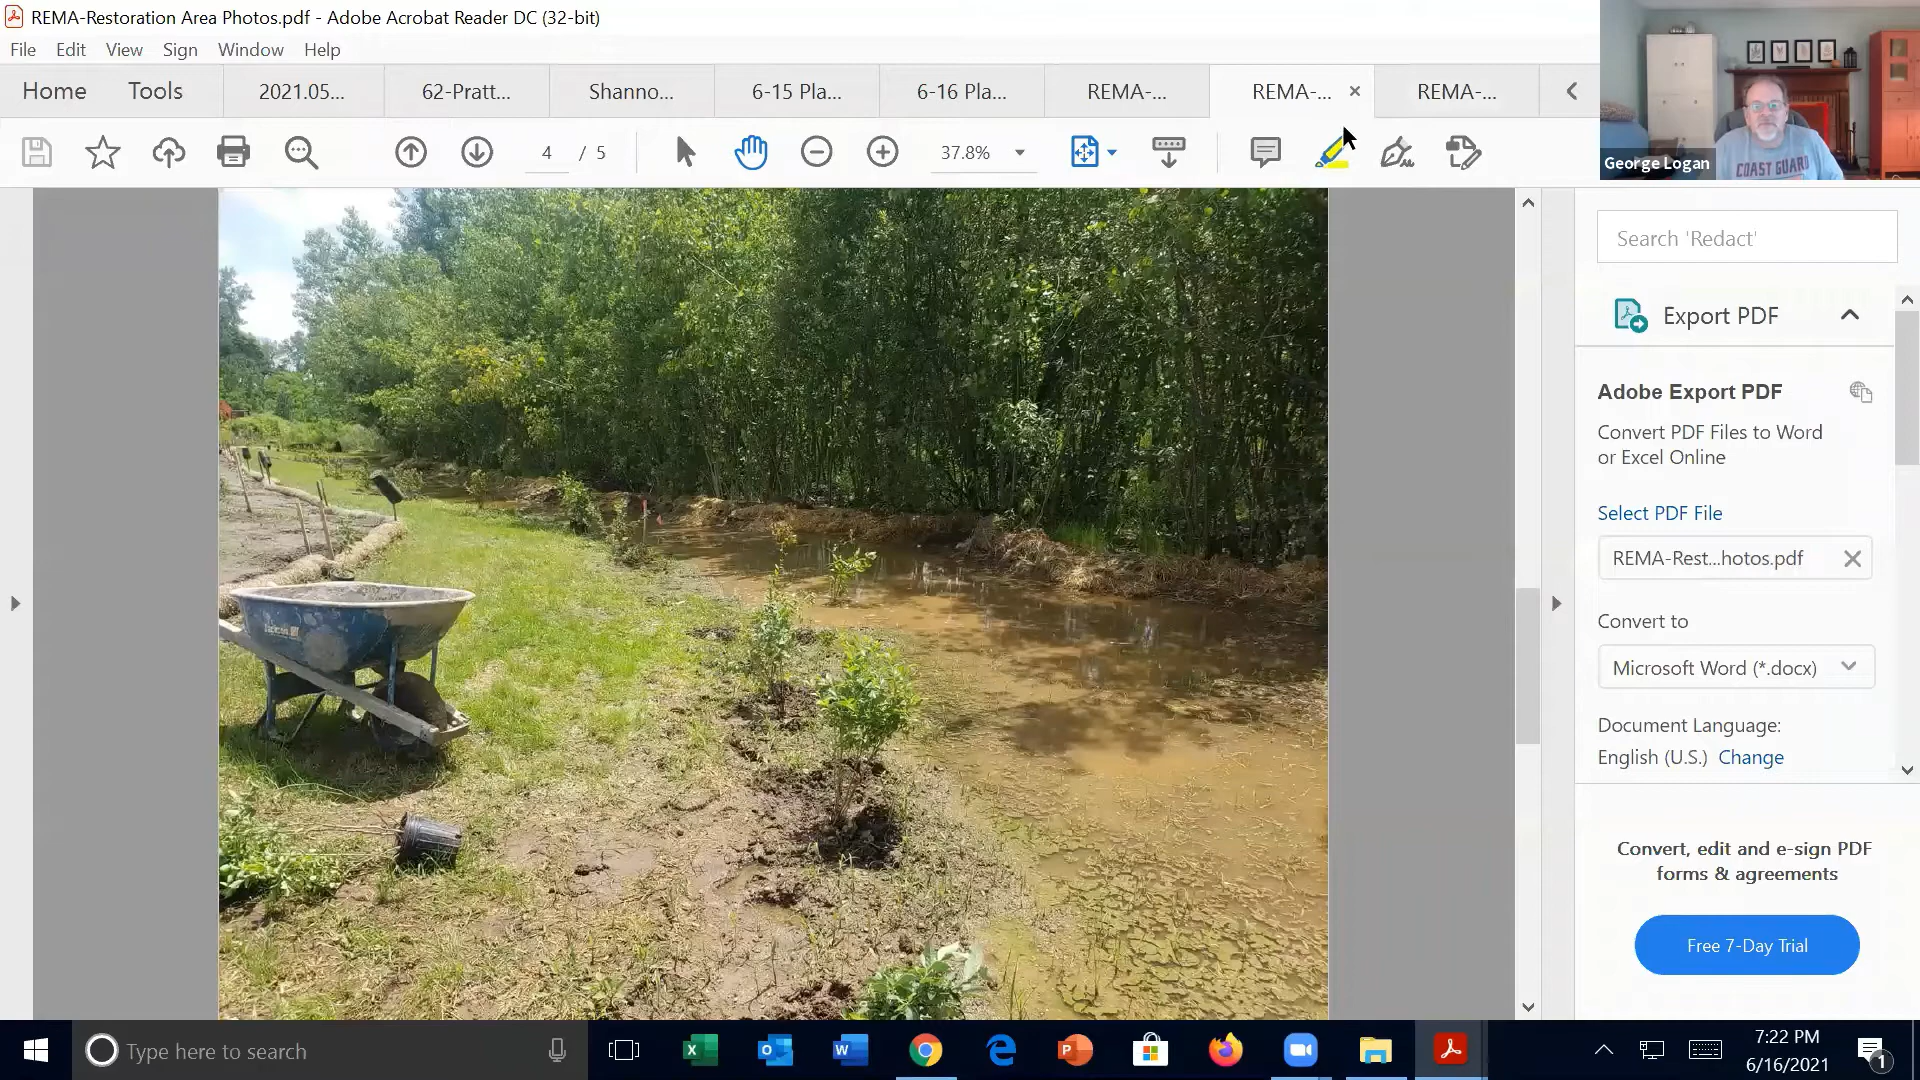 REMA-Restoration Area Photos.pdf - Adobe Acrobat Reader DC (32-bit)
File Edit View Sign Window Help
Home Tools 2021.05... 62-Pratt... Shanno... 6-15 Pla... 6-16 Pla... REMA-... REMA-... REMA-...
4 / 5 37.8%
George Logan
COAST GUARD
Search 'Redact'
Export PDF
Adobe Export PDF
Convert PDF Files to Word
or Excel Online
Select PDF File
REMA-Rest...hotos.pdf
Convert to
Microsoft Word (*.docx)
Document Language:
English (U.S.) Change
Convert, edit and e-sign PDF
forms & agreements
Free 7-Day Trial
Type here to search
7:22 PM
6/16/2021
1